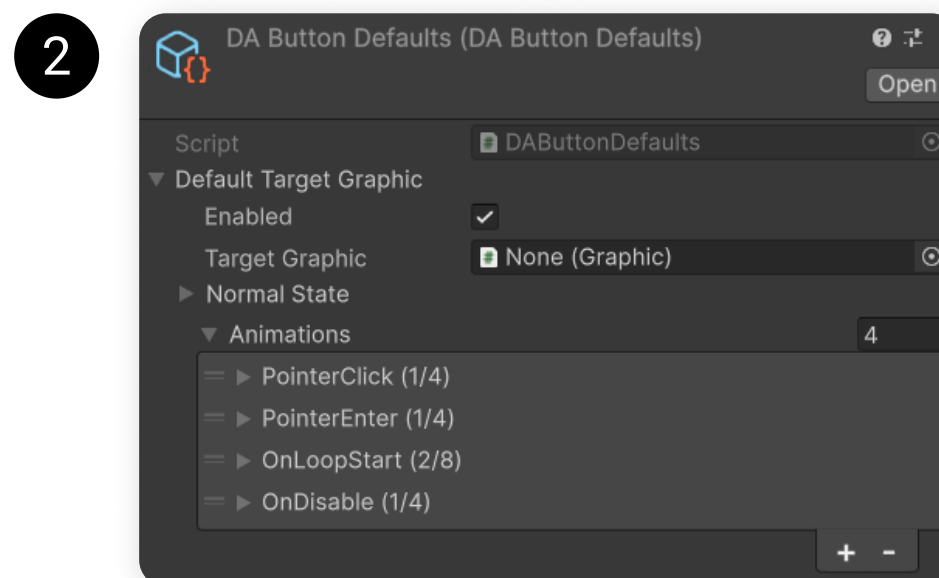 2
DA Button Defaults (DA Button Defaults)
Open
Script DAButtonDefaults
Default Target Graphic
Enabled
Target Graphic None (Graphic)
Normal State
Animations 4
PointerClick (1/4)
PointerEnter (1/4)
OnLoopStart (2/8)
OnDisable (1/4)
+ -